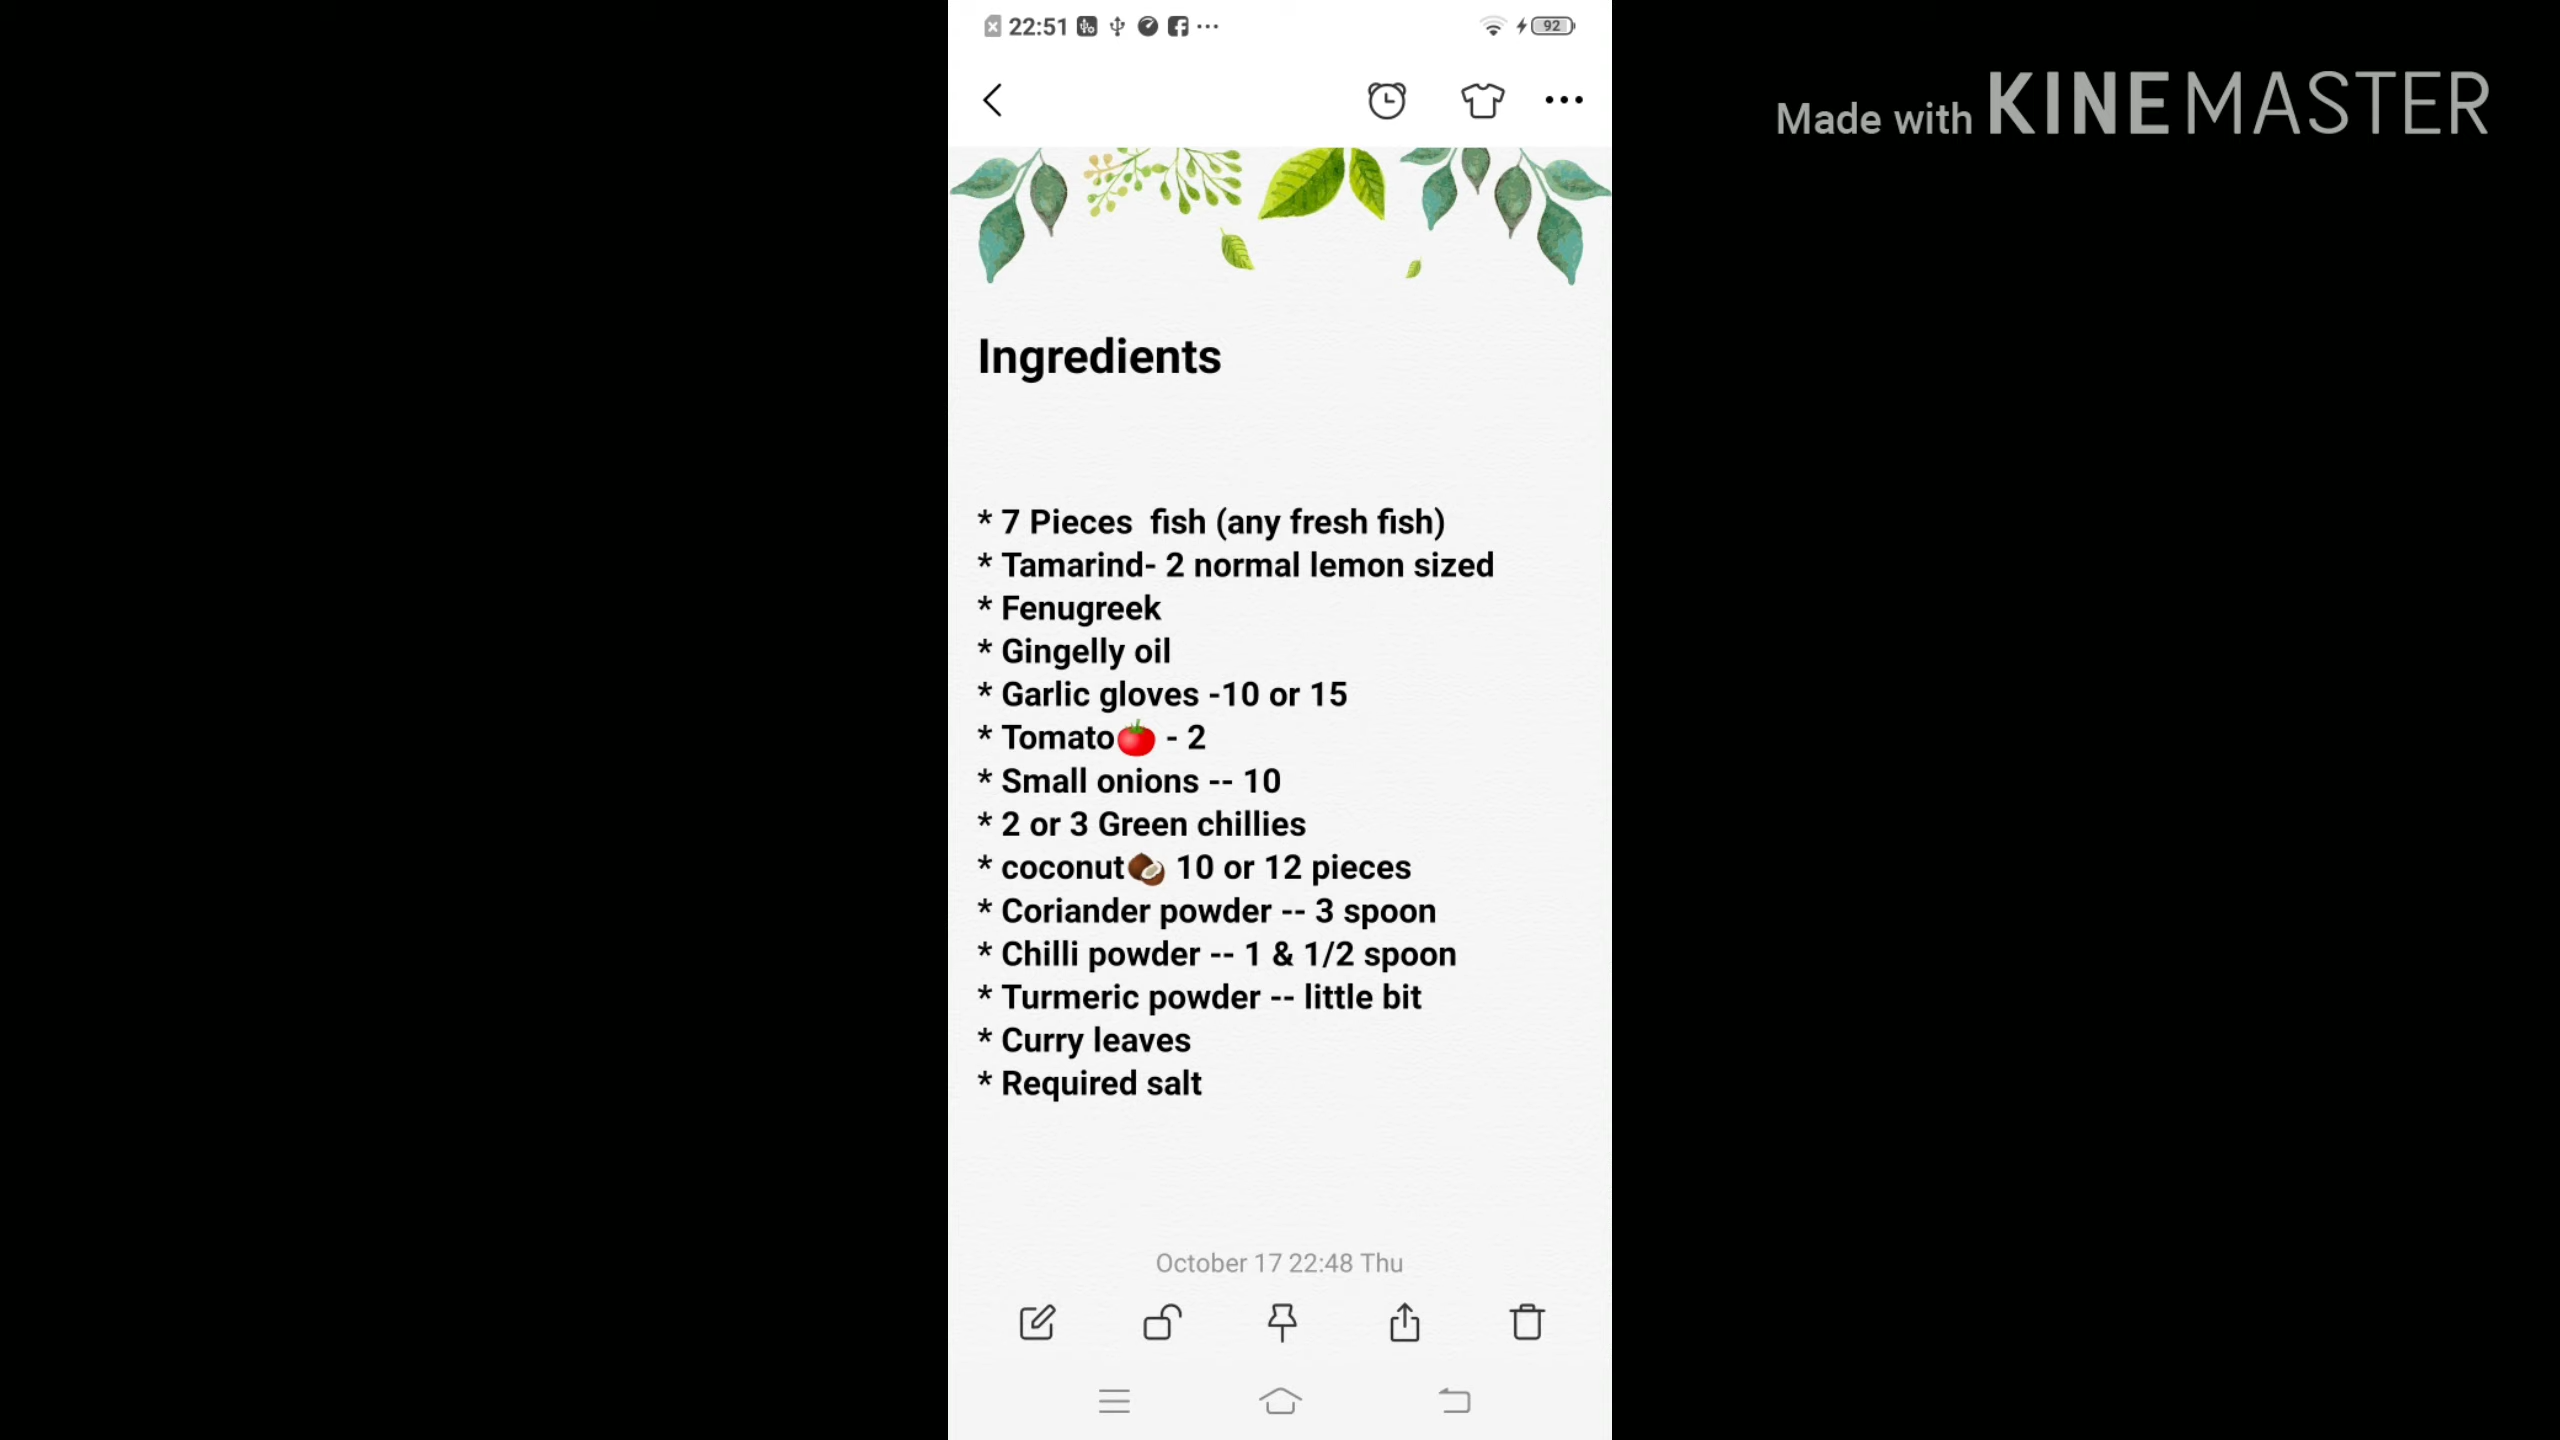 22:51
92
Made with KINEMASTER
Ingredients
* 7 Pieces  fish (any fresh fish)
* Tamarind- 2 normal lemon sized
* Fenugreek
* Gingelly oil
* Garlic gloves -10 or 15
* Tomato🍅 - 2
* Small onions -- 10
* 2 or 3 Green chillies
* coconut🥥 10 or 12 pieces
* Coriander powder -- 3 spoon
* Chilli powder -- 1 & 1/2 spoon
* Turmeric powder -- little bit
* Curry leaves
* Required salt
October 17 22:48 Thu